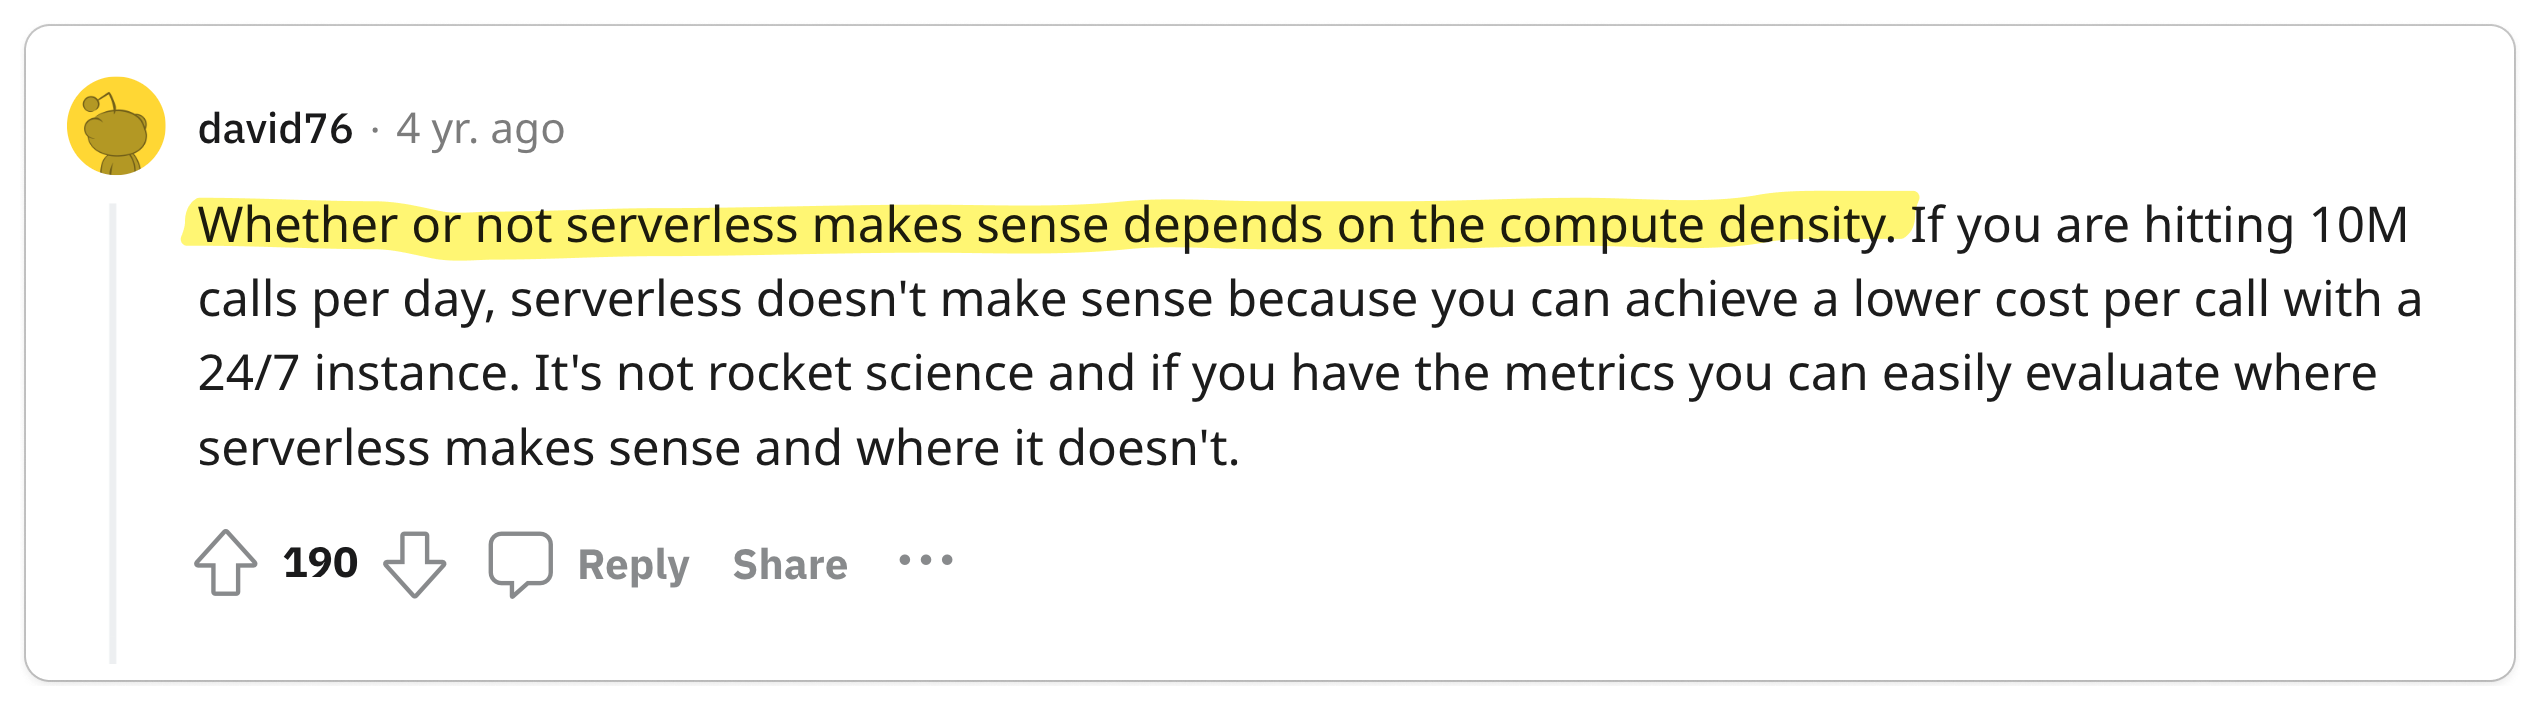 david76 · 4 yr. ago
Whether or not serverless makes sense depends on the compute density. If you are hitting 10M
calls per day, serverless doesn't make sense because you can achieve a lower cost per call with a
24/7 instance. It's not rocket science and if you have the metrics you can easily evaluate where
serverless makes sense and where it doesn't.
190 Reply Share ...